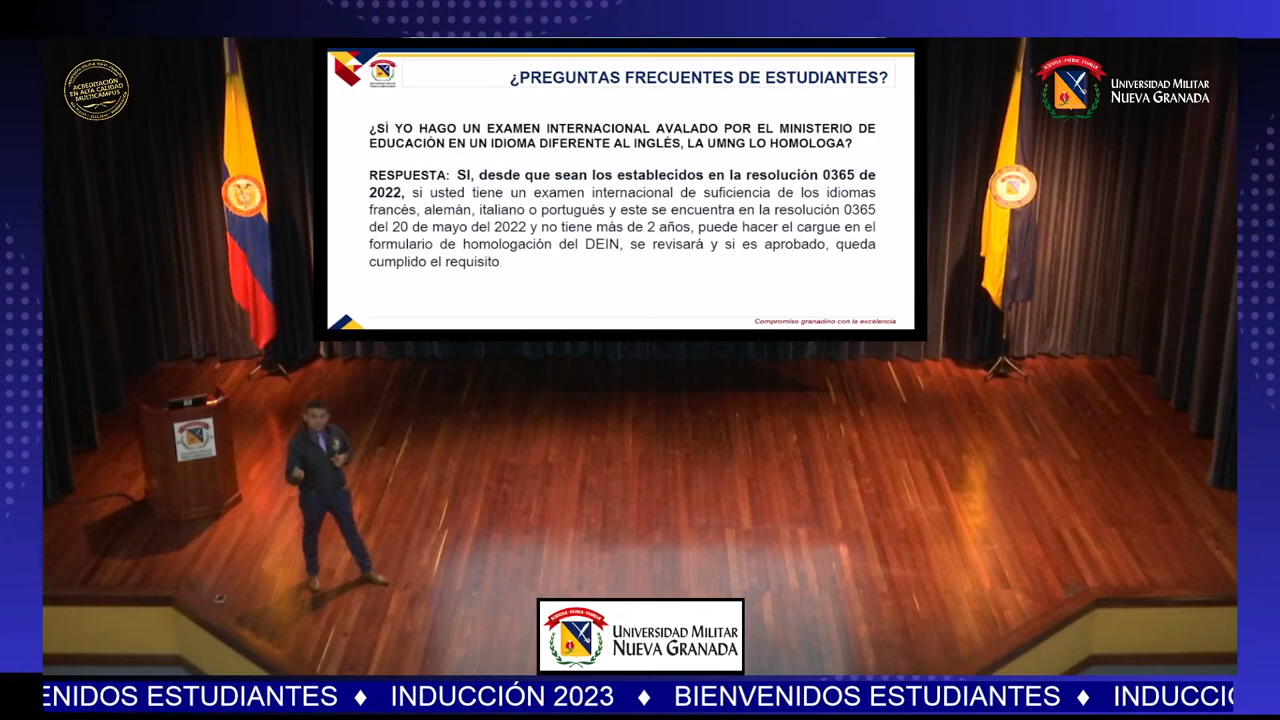 ¿PREGUNTAS FRECUENTES DE ESTUDIANTES?
¿SÍ YO HAGO UN EXAMEN INTERNACIONAL AVALADO POR EL MINISTERIO DE
EDUCACIÓN EN UN IDIOMA DIFERENTE AL INGLÉS, LA UMNG LO HOMOLOGA?
RESPUESTA: SI, desde que sean los establecidos en la resolución 0365 de
2022, si usted tiene un examen internacional de suficiencia de los idiomas
francés, alemán, italiano o portugués y este se encuentra en la resolución 0365
del 20 de mayo del 2022 y no tiene más de 2 años, puede hacer el cargue en el
formulario de homologación del DEIN, se revisará y si es aprobado, queda
cumplido el requisito.
Compromiso granadino con la excelencia
ACREDITACIÓN
EN ALTA CALIDAD
MULTICAMPUS
UNIVERSIDAD MILITAR
NUEVA GRANADA
UNIVERSIDAD MILITAR
NUEVA GRANADA
ENIDOS ESTUDIANTES ♦ INDUCCIÓN 2023 ♦ BIENVENIDOS ESTUDIANTES ♦ INDUCCI